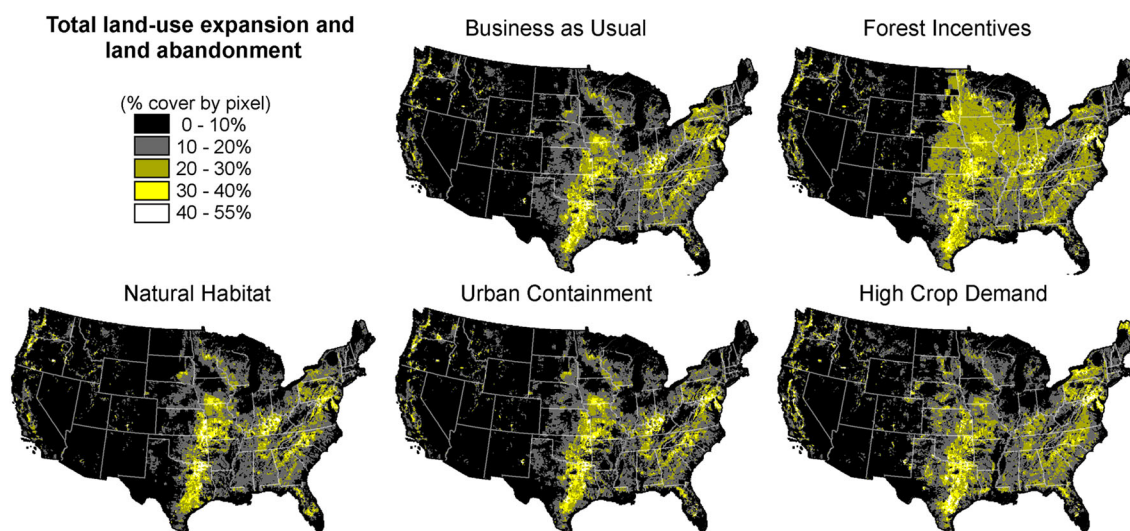 Total land-use expansion and
land abandonment
(% cover by pixel)
0 - 10%
10 - 20%
20 - 30%
30 - 40%
40 - 55%
Business as Usual
Forest Incentives
Natural Habitat
Urban Containment
High Crop Demand